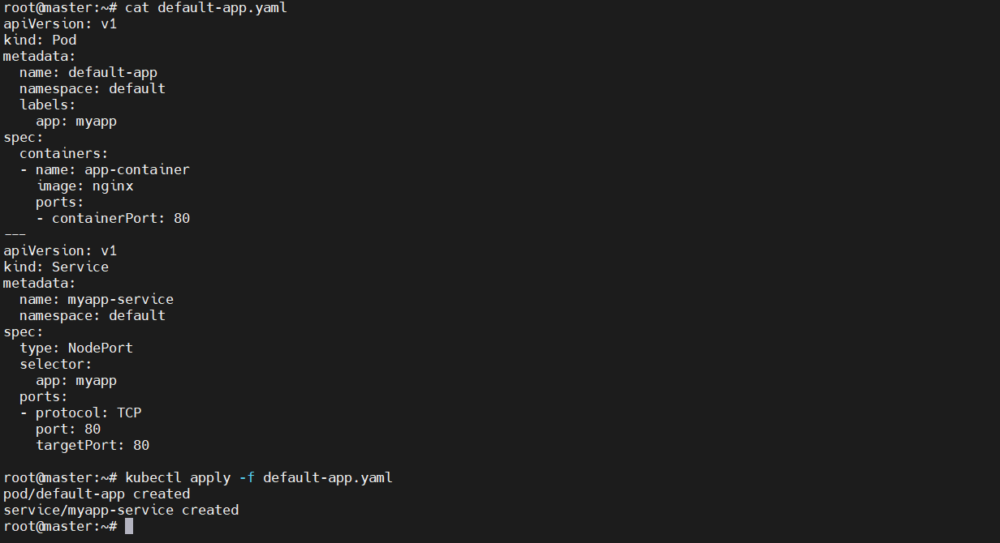 root@master:~# cat default-app.yaml
apiVersion: v1
kind: Pod
metadata:
  name: default-app
  namespace: default
  labels:
    app: myapp
spec:
  containers:
  - name: app-container
    image: nginx
    ports:
    - containerPort: 80
---
apiVersion: v1
kind: Service
metadata:
  name: myapp-service
  namespace: default
spec:
  type: NodePort
  selector:
    app: myapp
  ports:
  - protocol: TCP
    port: 80
    targetPort: 80

root@master:~# kubectl apply -f default-app.yaml
pod/default-app created
service/myapp-service created
root@master:~#